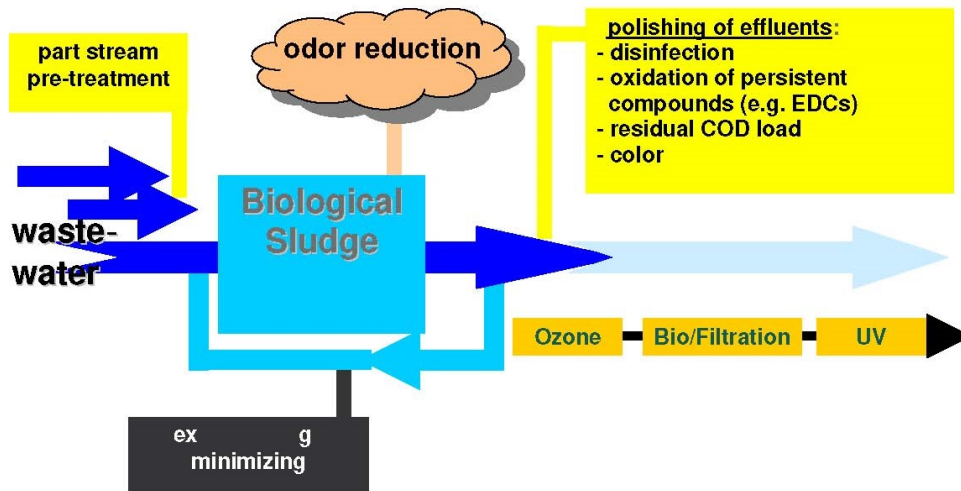 part stream
pre-treatment
odor reduction
polishing of effluents:
- disinfection
- oxidation of persistent
compounds (e.g. EDCs)
- residual COD load
- color
Biological
Sludge
waste-
water
Ozone
Bio/Filtration
UV
ex g
minimizing